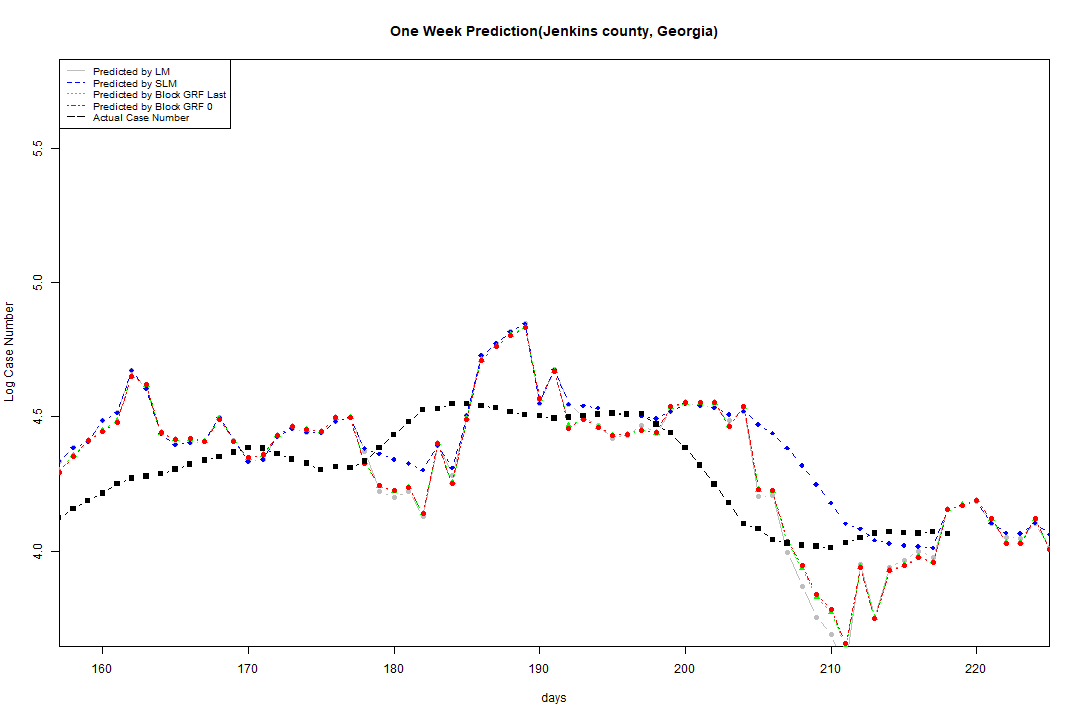 One Week Prediction(Jenkins county, Georgia)
Predicted by LM
Predicted by SLM
Predicted by Block GRF Last
Predicted by Block GRF 0
Actual Case Number
5.5
5.0
4.5
4.0
Log Case Number
160 170 180 190 200 210 220
days